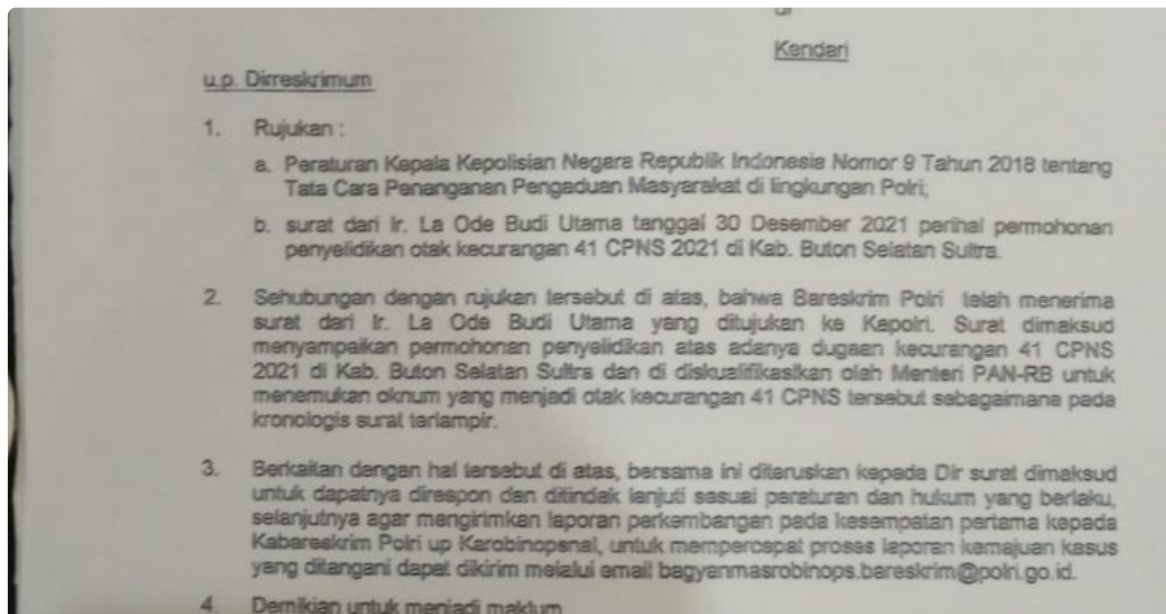 di
Kendari
u.p. Dirreskrimum
1. Rujukan :
a. Peraturan Kepala Kepolisian Negara Republik Indonesia Nomor 9 Tahun 2018 tentang
Tata Cara Penanganan Pengaduan Masyarakat di lingkungan Polri;
b. surat dari Ir. La Ode Budi Utama tanggal 30 Desember 2021 perihal permohonan
penyelidikan otak kecurangan 41 CPNS 2021 di Kab. Buton Selatan Sultra.
2. Sehubungan dengan rujukan tersebut di atas, bahwa Bareskrim Polri telah menerima
surat dari Ir. La Ode Budi Utama yang ditujukan ke Kapolri. Surat dimaksud
menyampaikan permohonan penyelidikan atas adanya dugaan kecurangan 41 CPNS
2021 di Kab. Buton Selatan Sultra dan di diskualifikasikan oleh Menteri PAN-RB untuk
menemukan oknum yang menjadi otak kecurangan 41 CPNS tersebut sebagaimana pada
kronologis surat terlampir.
3. Berkaitan dengan hal tersebut di atas, bersama ini diteruskan kepada Dir surat dimaksud
untuk dapatnya direspon dan ditindak lanjuti sesuai peraturan dan hukum yang berlaku,
selanjutnya agar mengirimkan laporan perkembangan pada kesempatan pertama kepada
Kabareskrim Polri up Karobinopsnal, untuk mempercepat proses laporan kemajuan kasus
yang ditangani dapat dikirim melalui email bagyanmasrobinops.bareskrim@polri.go.id.
4. Demikian untuk menjadi maklum